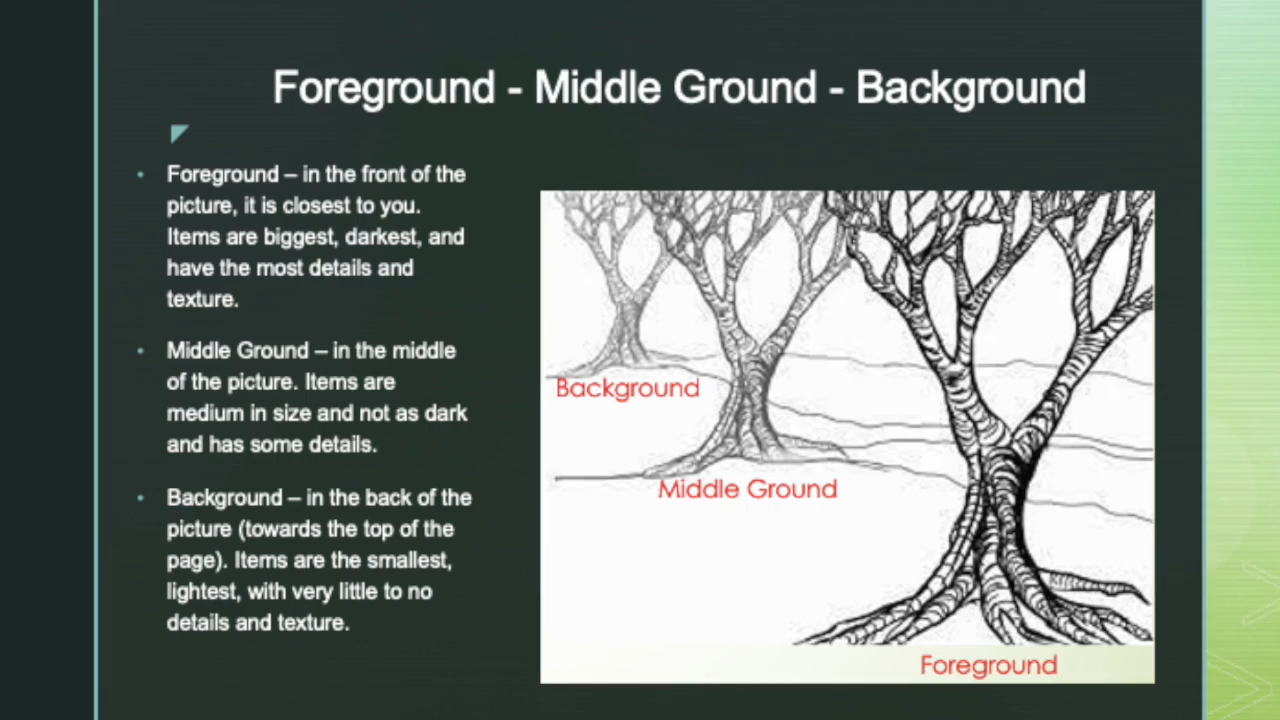 Foreground - Middle Ground - Background
• Foreground – in the front of the
picture, it is closest to you.
Items are biggest, darkest, and
have the most details and
texture.
• Middle Ground – in the middle
of the picture. Items are
medium in size and not as dark
and has some details.
• Background – in the back of the
picture (towards the top of the
page). Items are the smallest,
lightest, with very little to no
details and texture.
Background
Middle Ground
Foreground